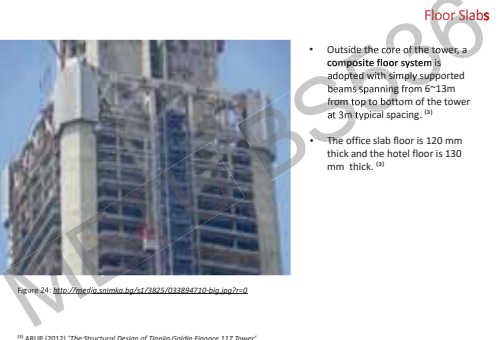 Floor Slabs
• Outside the core of the tower, a
composite floor system is
adopted with simply supported
beams spanning from 6~13m
from top to bottom of the tower
at 3m typical spacing. (3)
• The office slab floor is 120 mm
thick and the hotel floor is 130
mm thick. (3)
Figure 24: http://media.snimka.bg/s1/3825/033894710-big.jpg?r=0
(3) ARUP (2012) 'The Structural Design of Tianjin Goldin Finance 117 Tower'